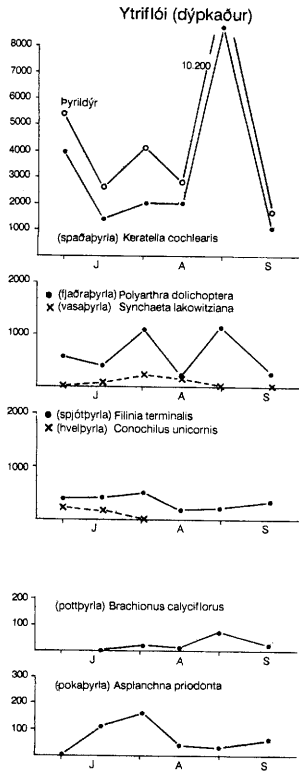 Ytriflói (dýpkaður)
8000
7000
6000
5000
4000
3000
2000
1000
10.200
Þyrildýr
(spaðaþyrla) Keratella cochlearis
J A S
2000
1000
(fjaðraþyrla) Polyarthra dolichoptera
(vasaþyrla) Synchaeta lakowitziana
J A S
2000
1000
(spjótþyrla) Filinia terminalis
(hvelþyrla) Conochilus unicornis
J A S
200
100
(pottþyrla) Brachionus calyciflorus
J A S
300
200
100
(pokaþyrla) Asplanchna priodonta
J A S